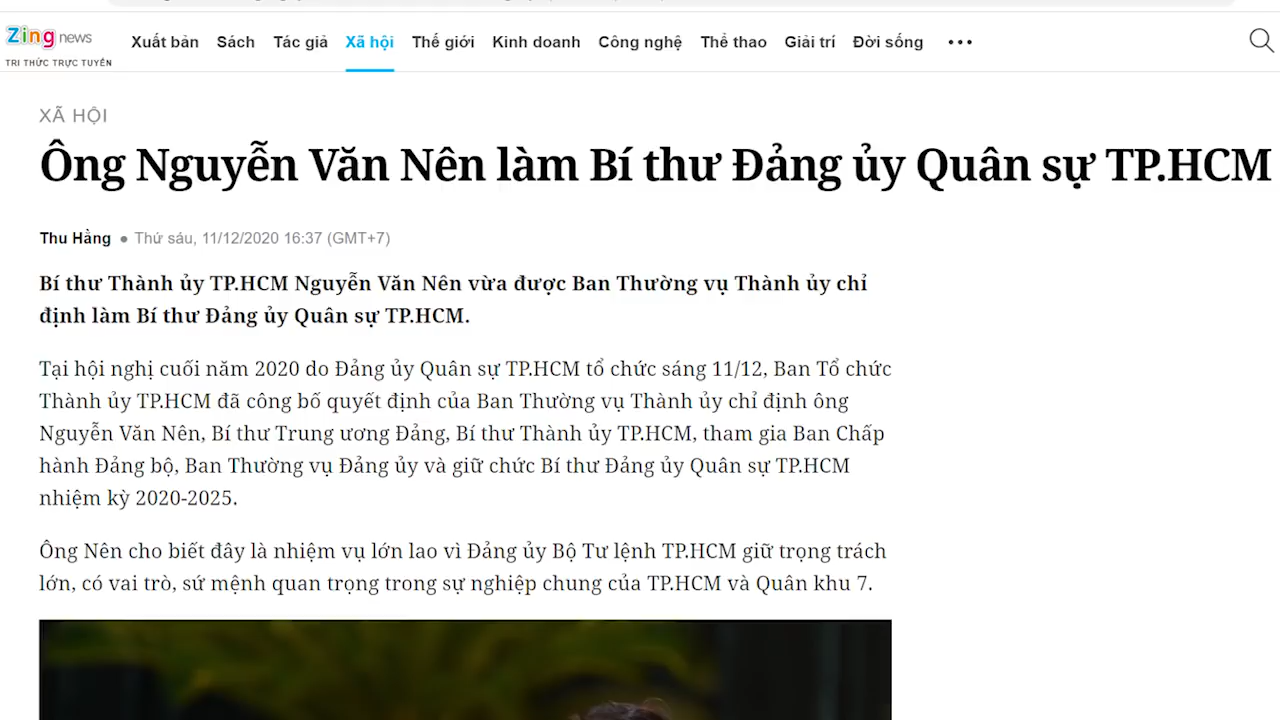 Zing news
TRI THỨC TRỰC TUYẾN
Xuất bản Sách Tác giả Xã hội Thế giới Kinh doanh Công nghệ Thể thao Giải trí Đời sống
XÃ HỘI
Ông Nguyễn Văn Nên làm Bí thư Đảng ủy Quân sự TP.HCM
Thu Hằng • Thứ sáu, 11/12/2020 16:37 (GMT+7)
Bí thư Thành ủy TP.HCM Nguyễn Văn Nên vừa được Ban Thường vụ Thành ủy chỉ
định làm Bí thư Đảng ủy Quân sự TP.HCM.
Tại hội nghị cuối năm 2020 do Đảng ủy Quân sự TP.HCM tổ chức sáng 11/12, Ban Tổ chức
Thành ủy TP.HCM đã công bố quyết định của Ban Thường vụ Thành ủy chỉ định ông
Nguyễn Văn Nên, Bí thư Trung ương Đảng, Bí thư Thành ủy TP.HCM, tham gia Ban Chấp
hành Đảng bộ, Ban Thường vụ Đảng ủy và giữ chức Bí thư Đảng ủy Quân sự TP.HCM
nhiệm kỳ 2020-2025.
Ông Nên cho biết đây là nhiệm vụ lớn lao vì Đảng ủy Bộ Tư lệnh TP.HCM giữ trọng trách
lớn, có vai trò, sứ mệnh quan trọng trong sự nghiệp chung của TP.HCM và Quân khu 7.